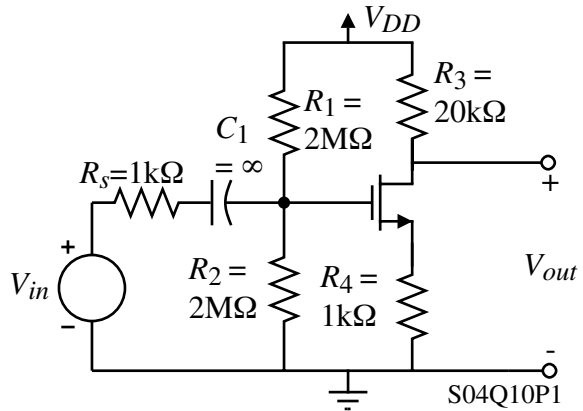 V_DD
R_1 =
2MΩ
R_3 =
20kΩ
C_1
= ∞
R_s=1kΩ
+
+
V_in
-
R_2 =
2MΩ
R_4 =
1kΩ
V_out
-
S04Q10P1